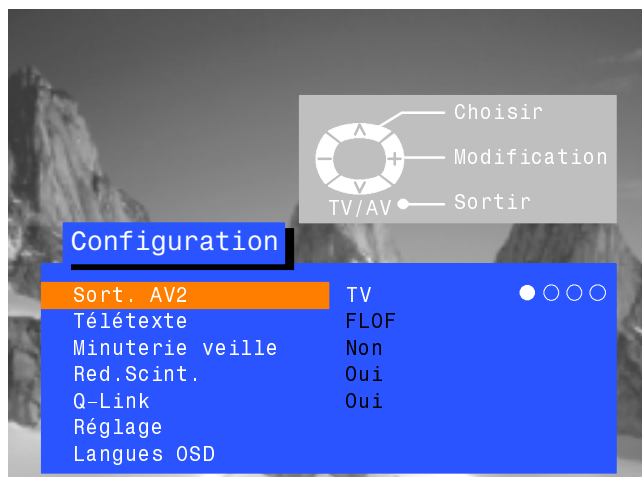 Choisir
Modification
TV/AV Sortir
Configuration
Sort. AV2 TV
Télétexte FLOF
Minuterie veille Non
Red.Scint. Oui
Q-Link Oui
Réglage
Langues OSD